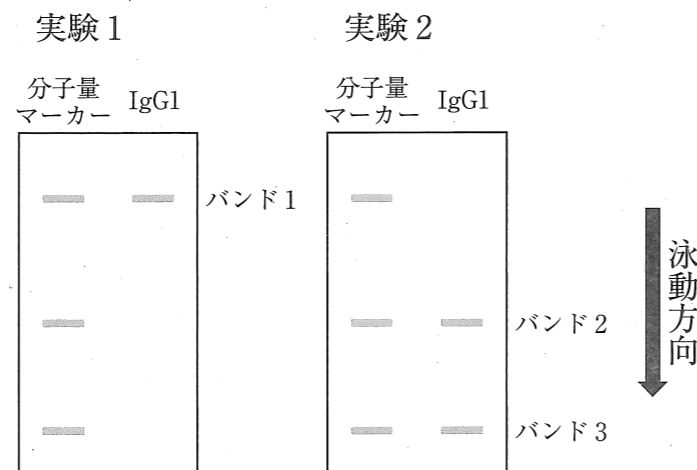 実験1
分子量
マーカー
IgG1
バンド1
実験2
分子量
マーカー
IgG1
バンド2
バンド3
泳動方向